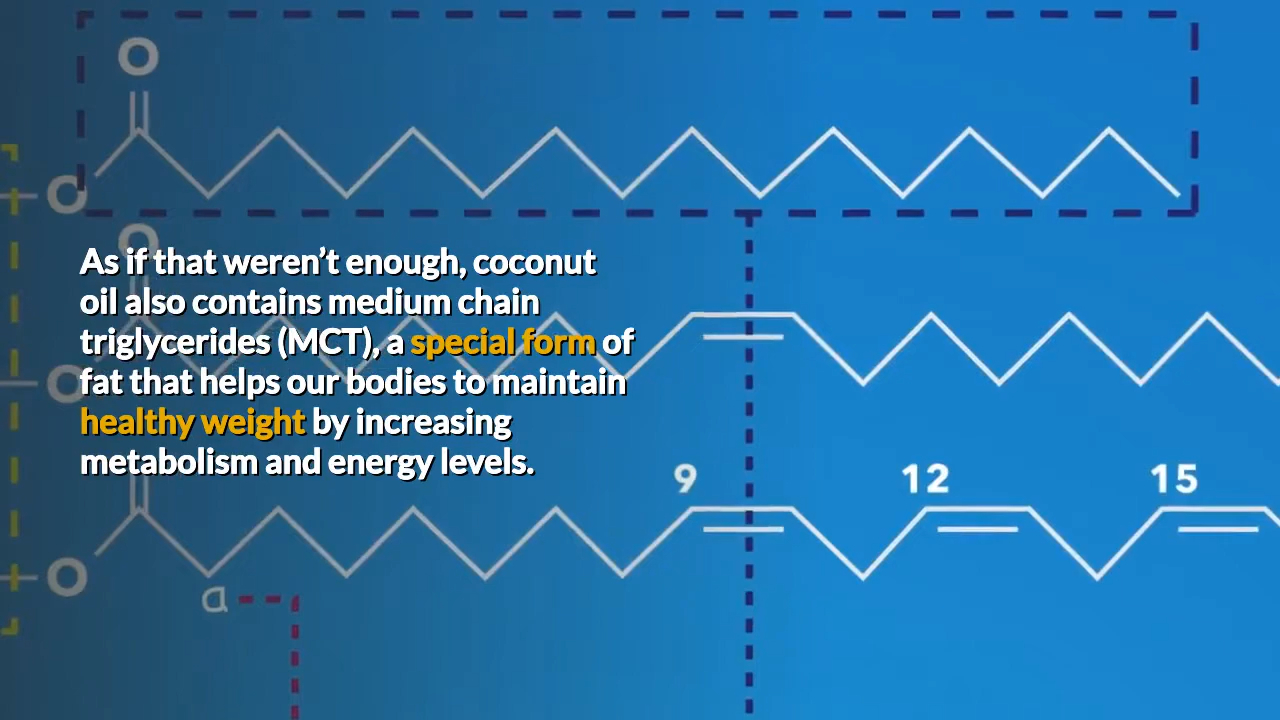 O
O
O
As if that weren't enough, coconut
oil also contains medium chain
triglycerides (MCT), a special form of
fat that helps our bodies to maintain
healthy weight by increasing
metabolism and energy levels.
O
9 12 15
O
a